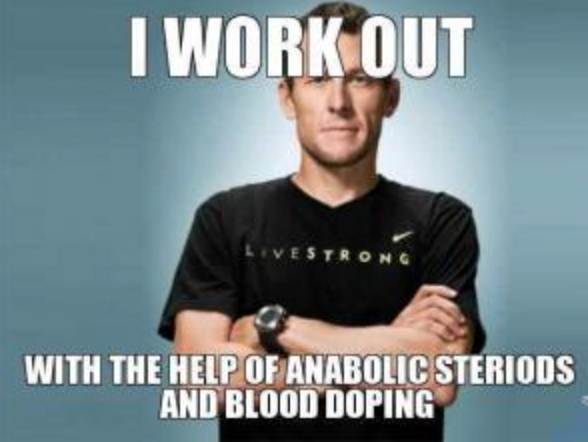 I WORK OUT
LIVESTRONG
WITH THE HELP OF ANABOLIC STERIODS
AND BLOOD DOPING